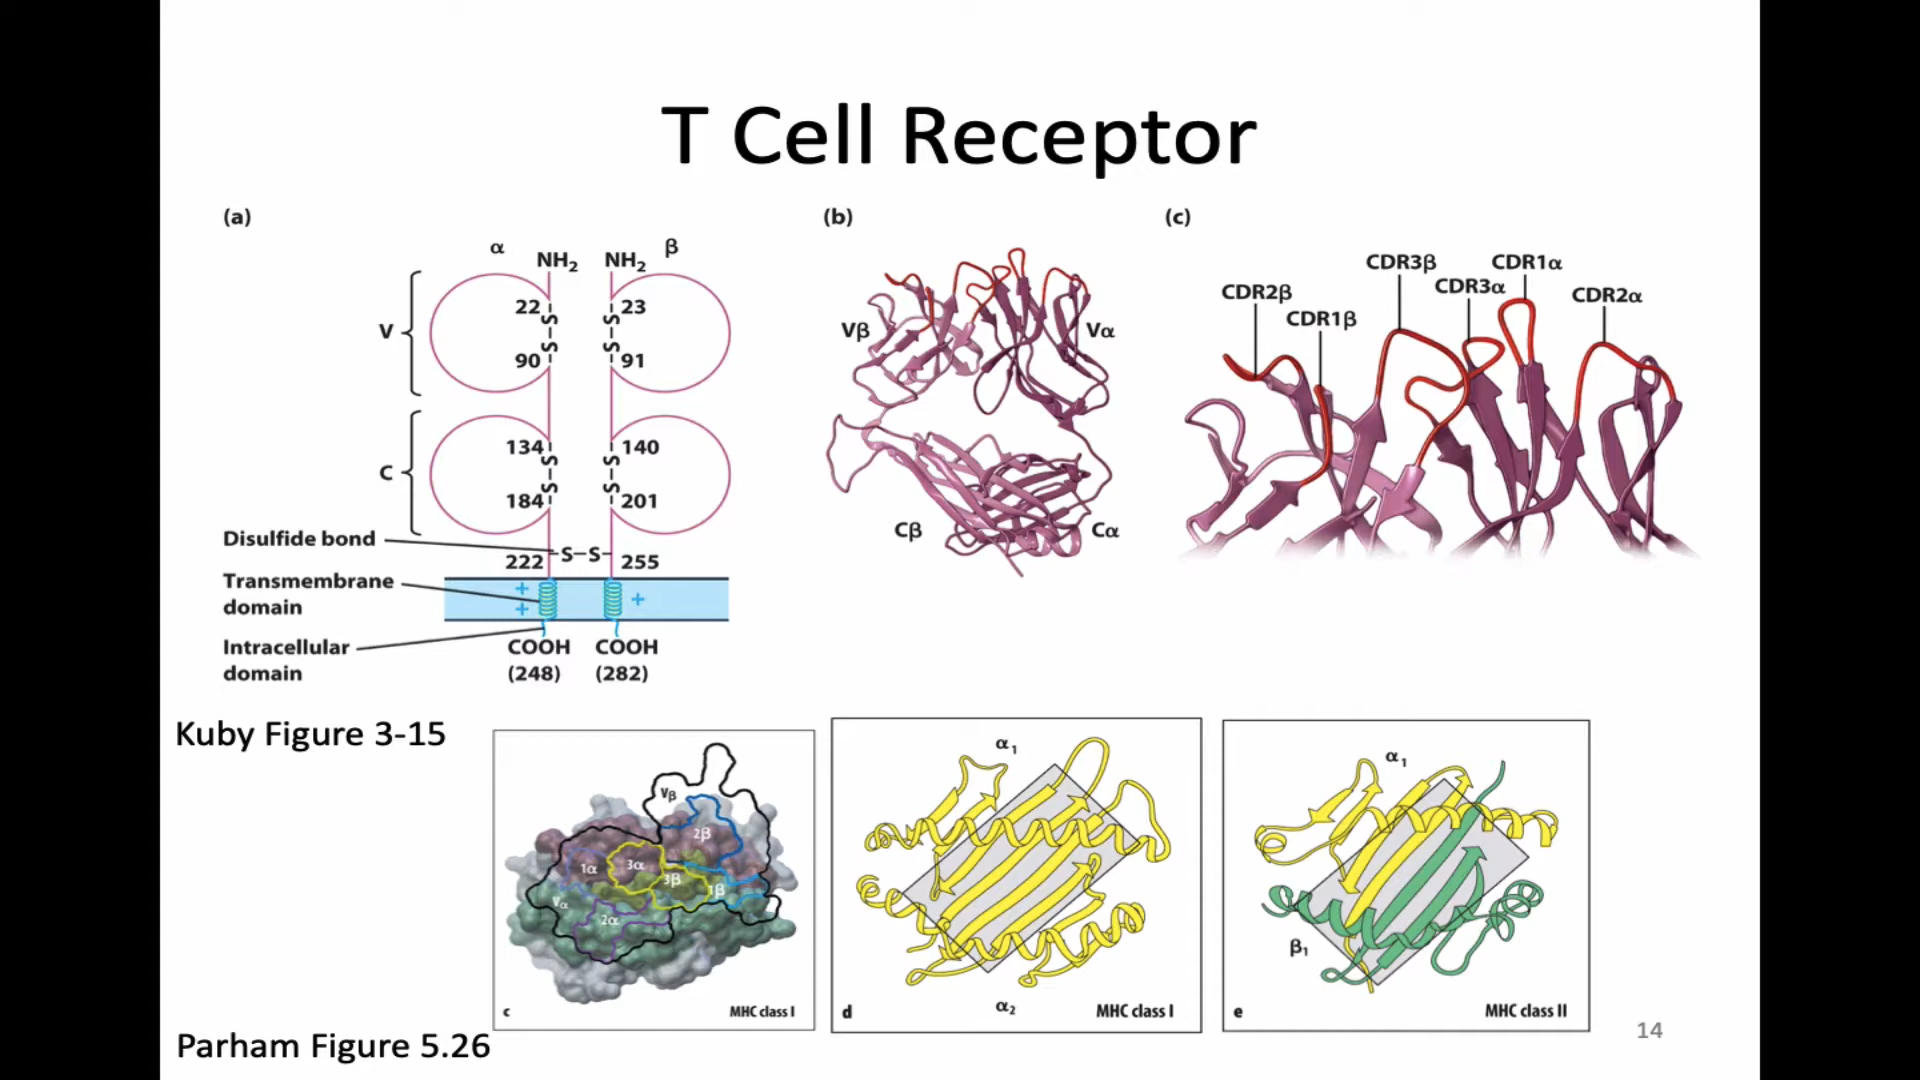 T Cell Receptor
(a)
α
NH2
NH2
β
V
22
S
S
90
23
S
S
91
C
134
S
S
184
140
S
S
201
Disulfide bond
222
S–S
255
Transmembrane
domain
+
+
+
Intracellular
domain
COOH
(248)
COOH
(282)
(b)
Vβ
Vα
Cβ
Cα
(c)
CDR2β
CDR1β
CDR3β
CDR3α
CDR1α
CDR2α
Kuby Figure 3-15
Vβ
2β
1α
3α
3β
1β
Vα
2α
c
MHC class I
α1
α2
d
MHC class I
α1
β1
e
MHC class II
Parham Figure 5.26
14